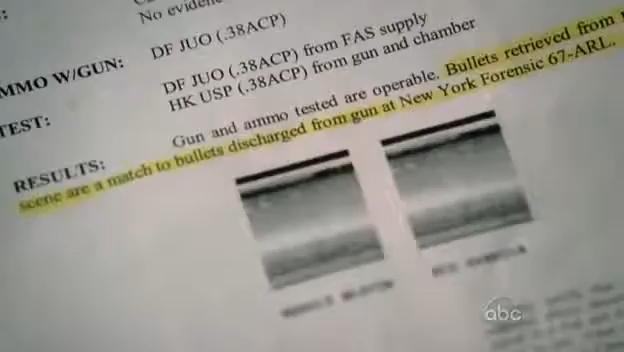 No eviden
DF JUO (.38ACP)
MMO W/GUN:
DF JUO (.38ACP) from FAS supply
HK USP (.38ACP) from gun and chamber
TEST:
Gun and ammo tested are operable. Bullets retrieved from
RESULTS:
scene are a match to bullets discharged from gun at New York Forensic 67-ARL.
abc